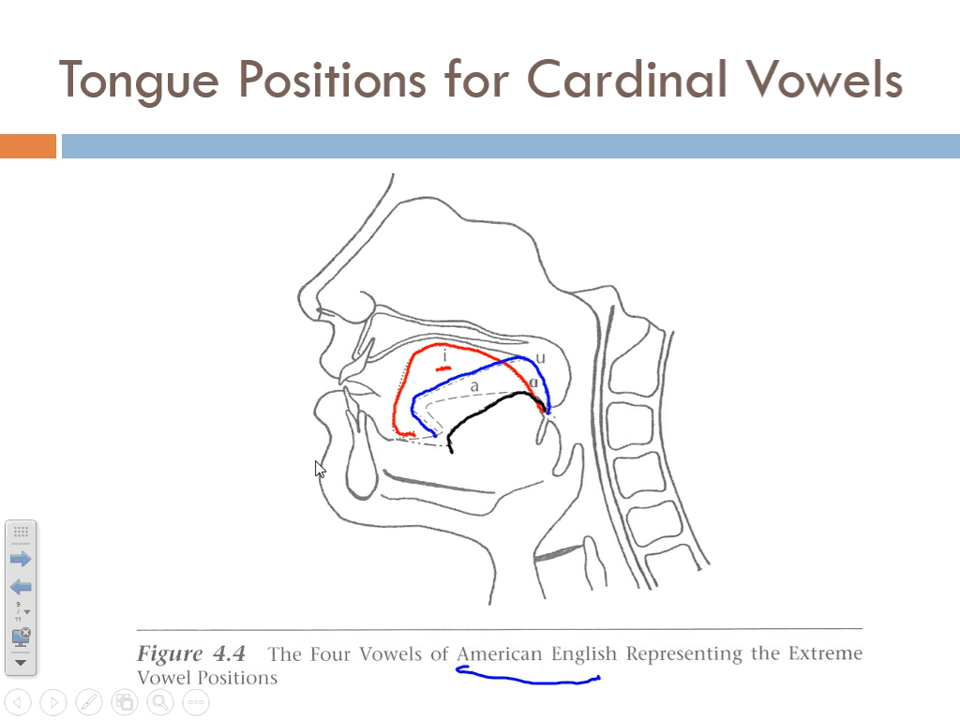 Tongue Positions for Cardinal Vowels
i
u
a
ɑ
Figure 4.4 The Four Vowels of American English Representing the Extreme
Vowel Positions